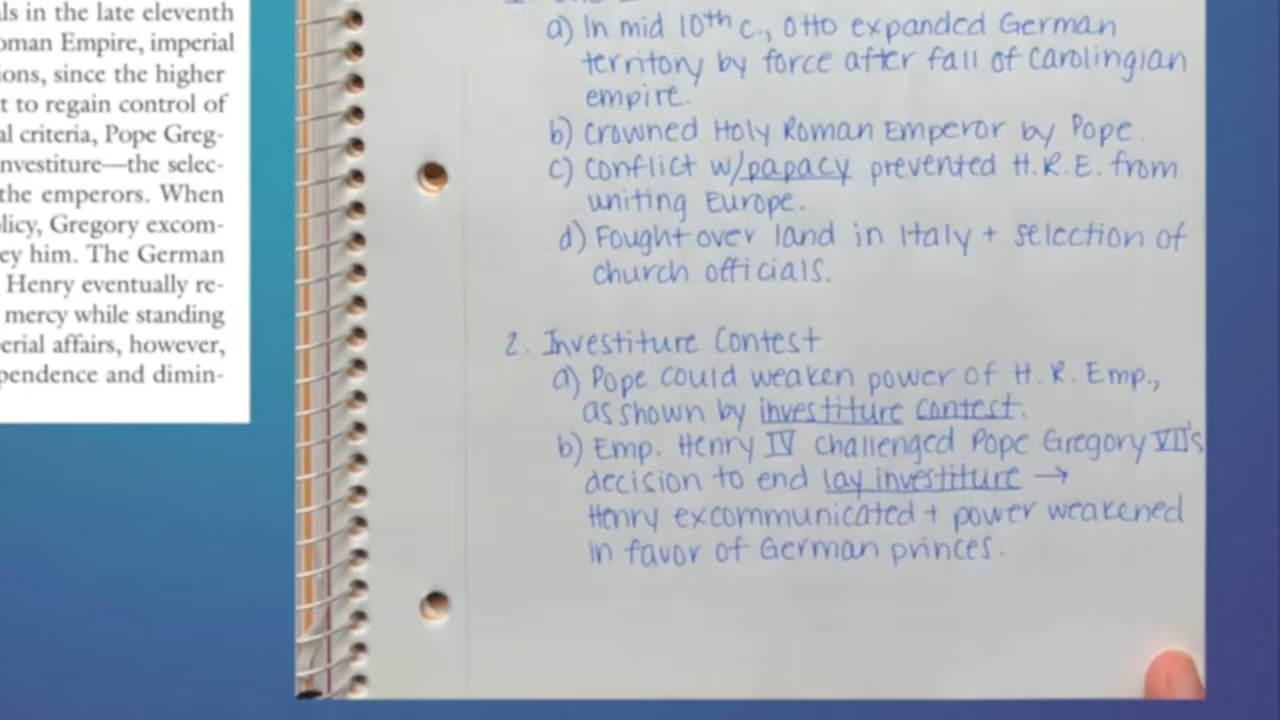 ls in the late eleventh
oman Empire, imperial
ions, since the higher
t to regain control of
al criteria, Pope Greg-
nvestiture—the selec-
the emperors. When
licy, Gregory excom-
ey him. The German
Henry eventually re-
mercy while standing
erial affairs, however,
pendence and dimin-
a) In mid 10th c., Otto expanded German
territory by force after fall of Carolingian
empire.
b) Crowned Holy Roman Emperor by Pope.
c) Conflict w/papacy prevented H.R.E. from
uniting Europe.
d) Fought over land in Italy + selection of
church officials.
2. Investiture Contest
a) Pope could weaken power of H. R. Emp.,
as shown by investiture contest.
b) Emp. Henry IV challenged Pope Gregory VII's
decision to end lay investiture →
Henry excommunicated + power weakened
in favor of German princes.